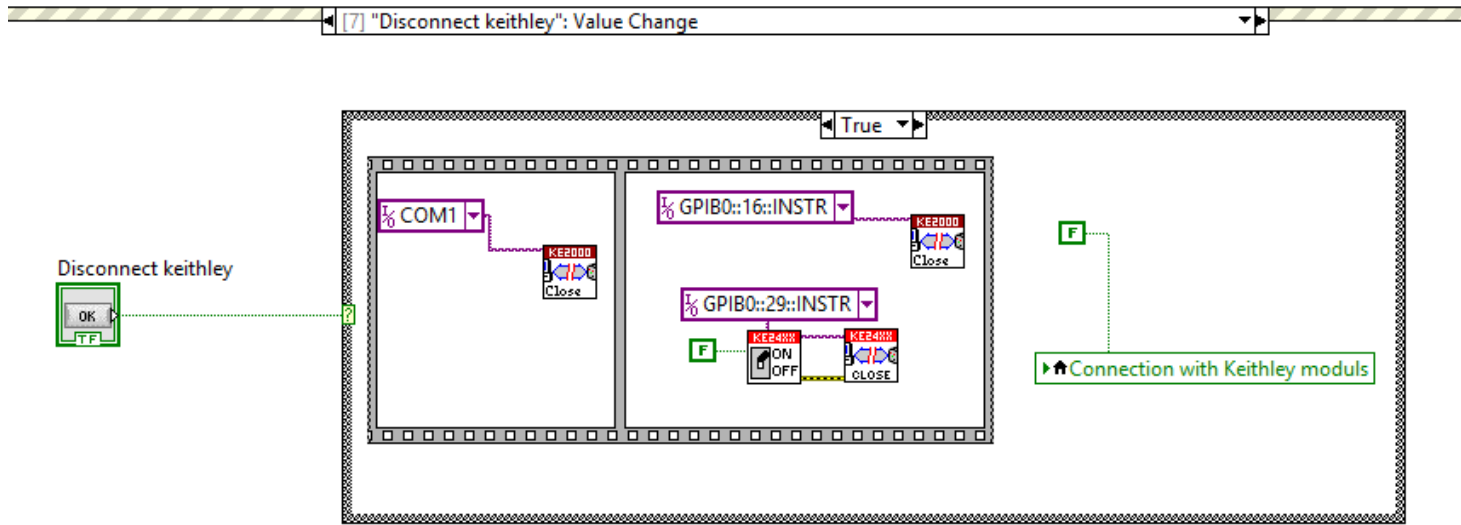 [7] "Disconnect keithley": Value Change
True
COM1
KE2000
Close
GPIB0::16::INSTR
KE2000
Close
GPIB0::29::INSTR
F
KE24XX
ON
OFF
KE24XX
CLOSE
F
Connection with Keithley moduls
Disconnect keithley
OK
TF
?